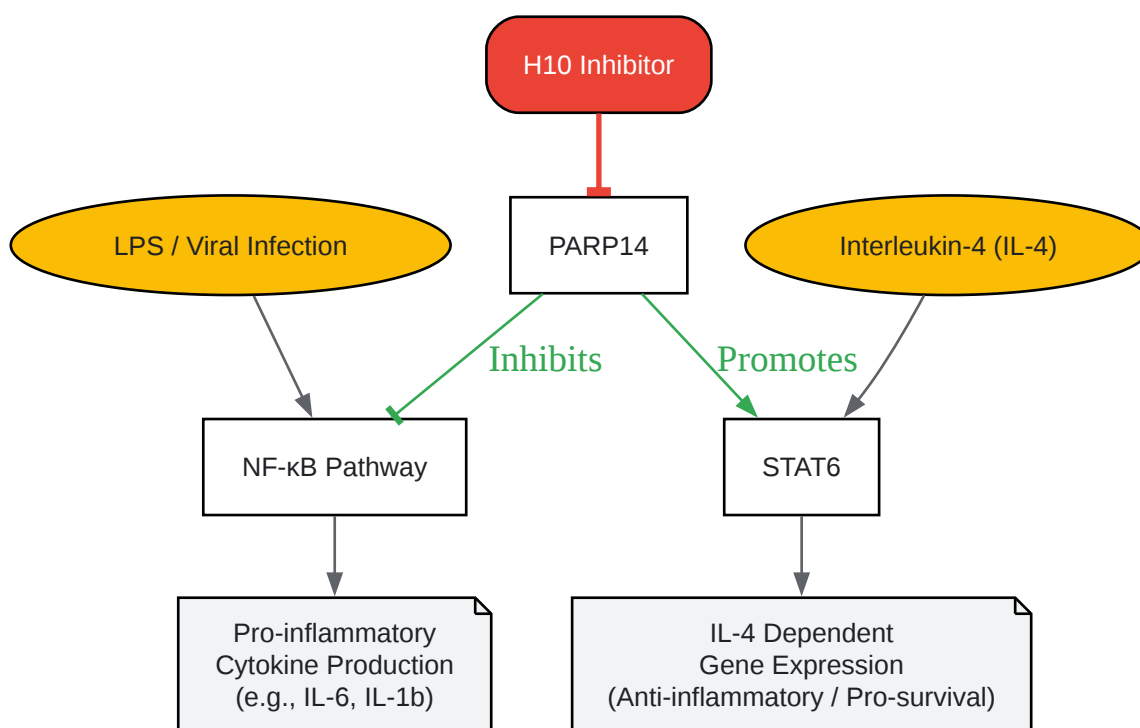 H10 Inhibitor
LPS / Viral Infection
PARP14
Interleukin-4 (IL-4)
Inhibits
Promotes
NF-κB Pathway
STAT6
Pro-inflammatory
Cytokine Production
(e.g., IL-6, IL-1b)
IL-4 Dependent
Gene Expression
(Anti-inflammatory / Pro-survival)